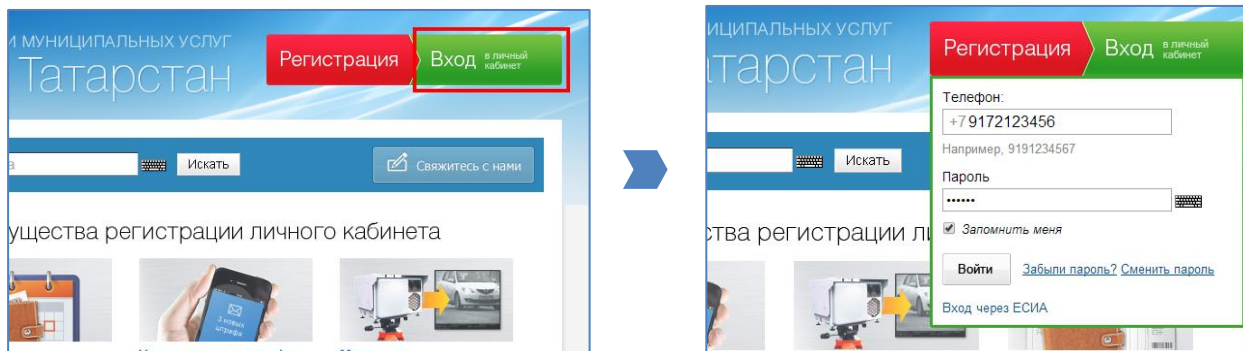 И МУНИЦИПАЛЬНЫХ УСЛУГ
Татарстан
Регистрация
Вход в личный кабинет
Искать
Свяжитесь с нами
ущества регистрации личного кабинета
3 новых
штрафа
ИЦИПАЛЬНЫХ УСЛУГ
тарстан
Регистрация
Вход в личный кабинет
Телефон:
+7 9172123456
Например, 9191234567
Пароль
••••••
Запомнить меня
Войти Забыли пароль? Сменить пароль
Вход через ЕСИА
Искать
ства регистрации ли